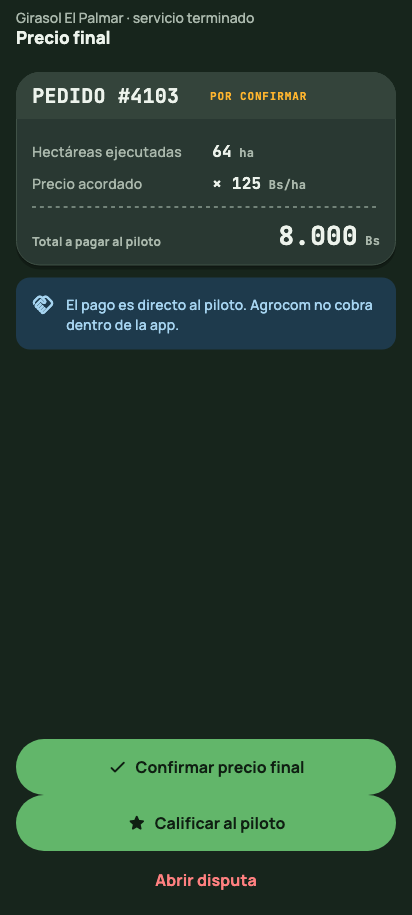 Girasol El Palmar · servicio terminado
Precio final
PEDIDO #4103 POR CONFIRMAR
Hectáreas ejecutadas 64 ha
Precio acordado × 125 Bs/ha
Total a pagar al piloto 8.000 Bs
El pago es directo al piloto. Agrocom no cobra
dentro de la app.
Confirmar precio final
Calificar al piloto
Abrir disputa